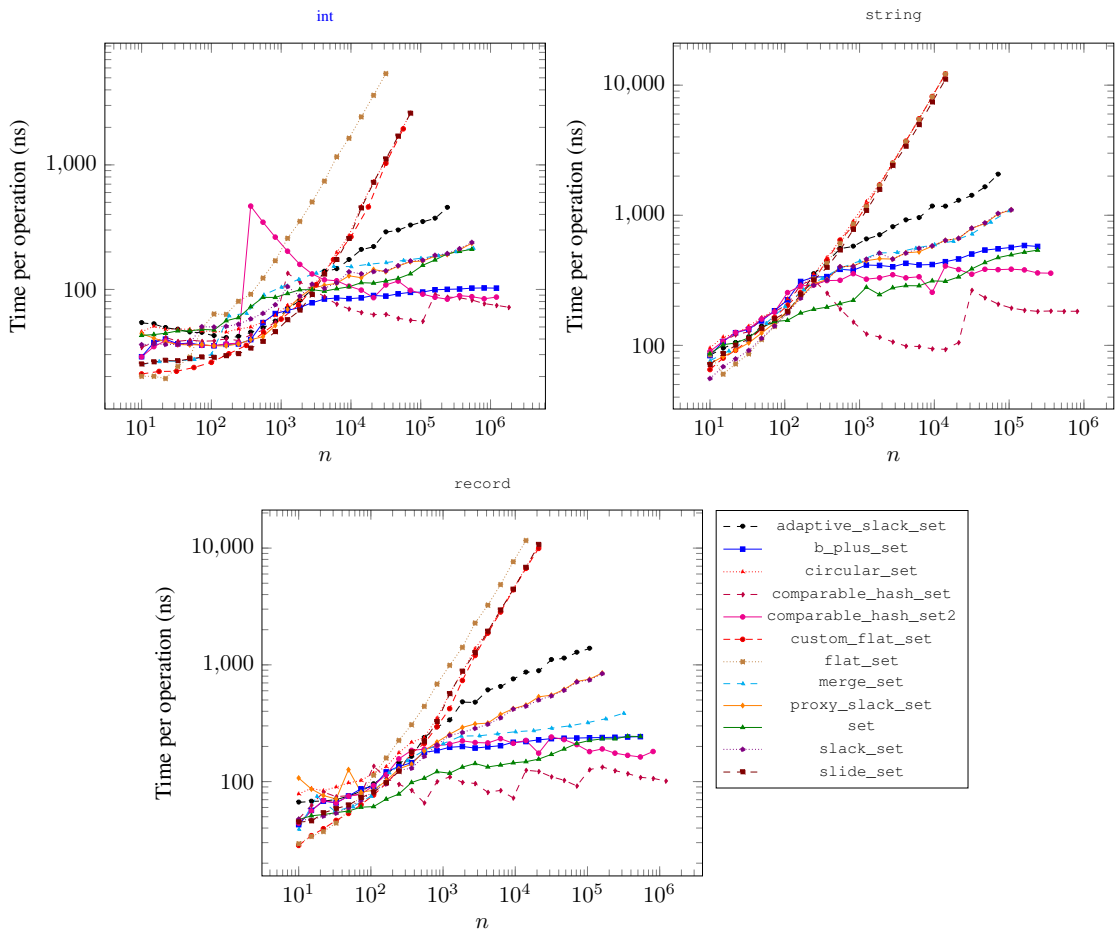 int
1,000
100
10^1
10^2
10^3
10^4
10^5
10^6
n
Time per operation (ns)
string
10,000
1,000
100
10^1
10^2
10^3
10^4
10^5
10^6
n
Time per operation (ns)
record
10,000
1,000
100
10^1
10^2
10^3
10^4
10^5
10^6
n
Time per operation (ns)
adaptive_slack_set
b_plus_set
circular_set
comparable_hash_set
comparable_hash_set2
custom_flat_set
flat_set
merge_set
proxy_slack_set
set
slack_set
slide_set